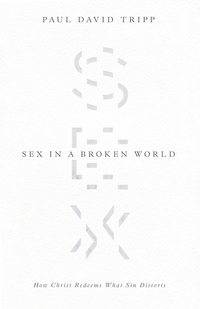 PAUL DAVID TRIPP
S
E
X
SEX IN A BROKEN WORLD
How Christ Redeems What Sin Distorts